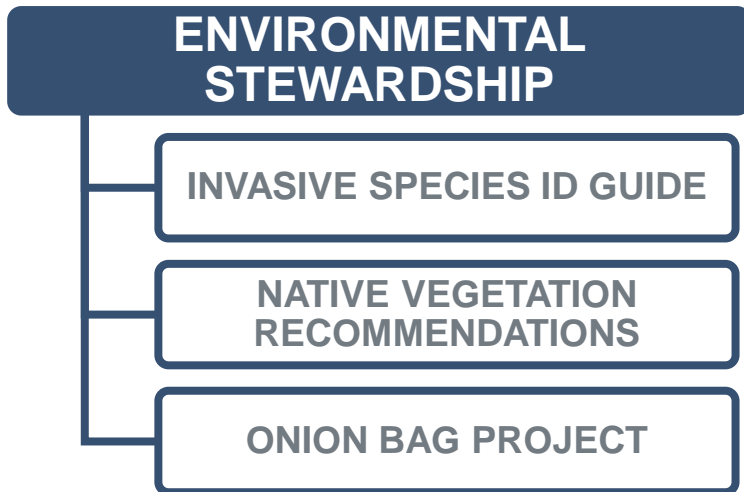 ENVIRONMENTAL
STEWARDSHIP
INVASIVE SPECIES ID GUIDE
NATIVE VEGETATION
RECOMMENDATIONS
ONION BAG PROJECT